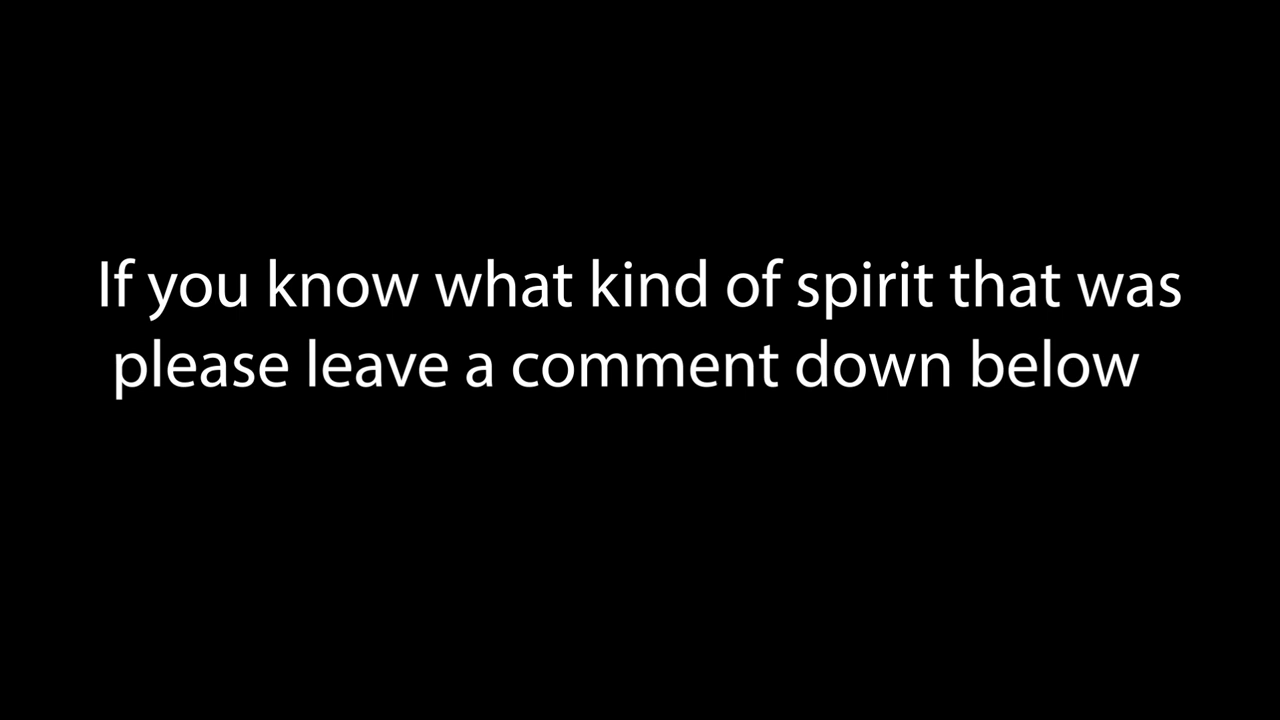 If you know what kind of spirit that was
please leave a comment down below